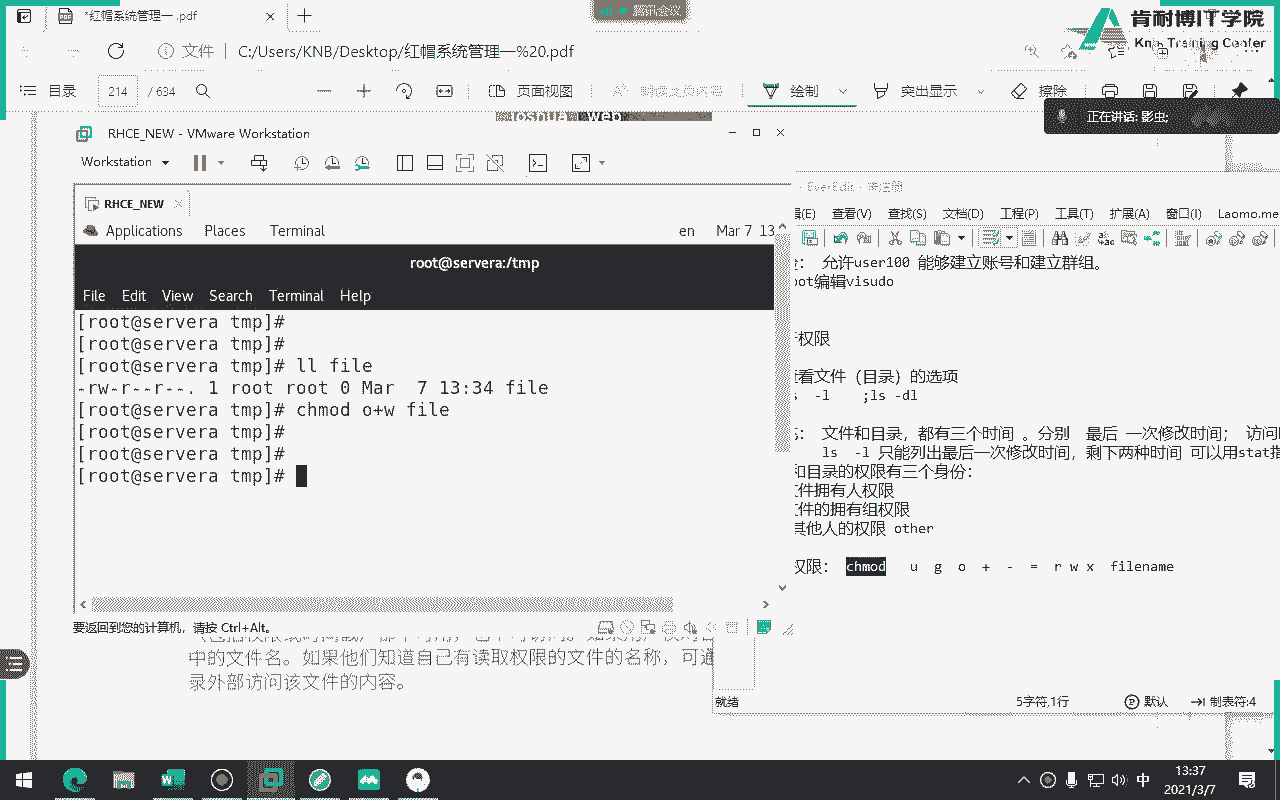 *红帽系统管理一 .pdf
腾讯会议
肯耐博IT学院
KnB Training Center
文件 C:/Users/KNB/Desktop/红帽系统管理一%20.pdf
目录 214 / 634 页面视图 朗读此页内容 绘制 突出显示 擦除
正在讲话: 影虫;
Joshua web
RHCE_NEW - VMware Workstation
Workstation
RHCE_NEW
Applications Places Terminal en Mar 7 13
root@servera:/tmp
File Edit View Search Terminal Help
[root@servera tmp]#
[root@servera tmp]#
[root@servera tmp]# ll file
-rw-r--r--. 1 root root 0 Mar  7 13:34 file
[root@servera tmp]# chmod o+w file
[root@servera tmp]#
[root@servera tmp]#
[root@servera tmp]#
要返回到您的计算机，请按 Ctrl+Alt。
- EverEdit - 未注册
(E) 查看(V) 查找(S) 文档(D) 工程(P) 工具(T) 扩展(A) 窗口(I) Laomo.me
： 允许user100 能够建立账号和建立群组。
ot编辑visudo
权限
查看文件（目录）的选项
-l ;ls -dl
： 文件和目录，都有三个时间 。分别 最后 一次修改时间； 访问
ls -l 只能列出最后一次修改时间，剩下两种时间 可以用stat指
和目录的权限有三个身份：
文件拥有人权限
文件的拥有组权限
其他人的权限 other
权限： chmod u g o + - = r w x filename
就绪 5字符,1行 默认 制表符:4
中的文件名。如果他们知道自己有读取权限的文件的名称，可通
录外部访问该文件的内容。
中 13:37
2021/3/7